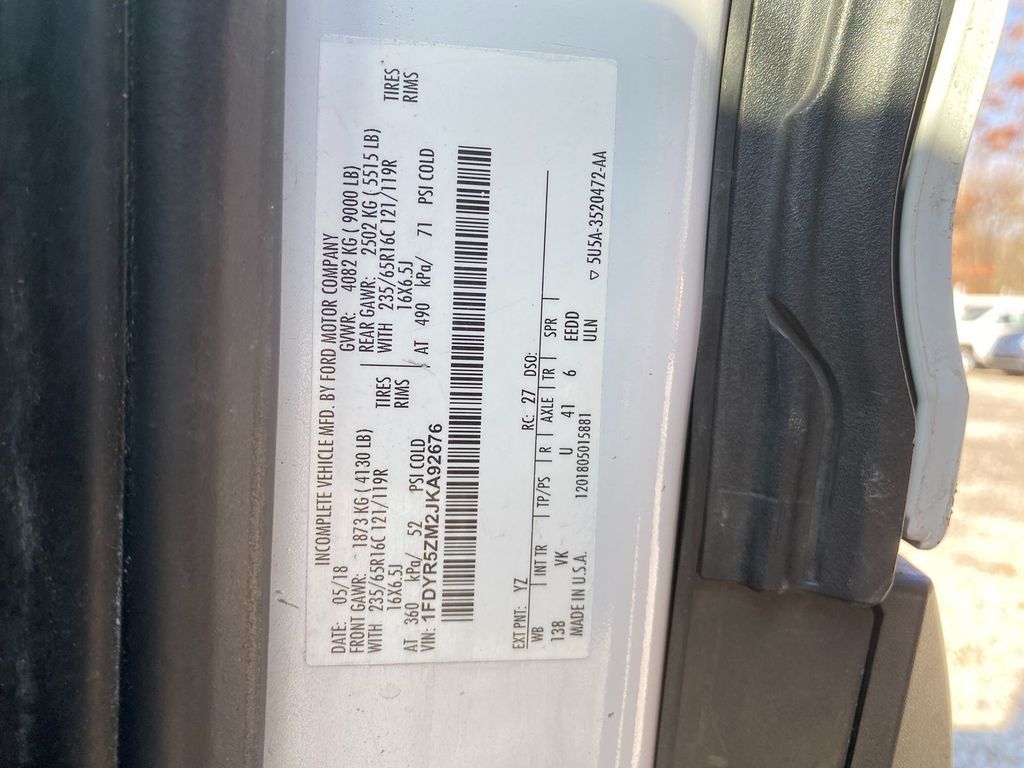 INCOMPLETE VEHICLE MFD. BY FORD MOTOR COMPANY
DATE: 05/18 GVWR: 4082 KG ( 9000 LB)
FRONT GAWR: 1873 KG ( 4130 LB) REAR GAWR: 2502 KG ( 5515 LB)
WITH 235/65R16C 121/119R TIRES WITH 235/65R16C 121/119R TIRES
16X6.5J RIMS 16X6.5J RIMS
AT 360 kPa/ 52 PSI COLD AT 490 kPa/ 71 PSI COLD
VIN: 1FDYR5ZM2JKA92676
EXT PNT: YZ RC: 27 DSO:
WB INT TR TP/PS R AXLE TR SPR
138 VK U 41 6 EEDD
MADE IN U.S.A. 1201805015881 ULN
▽ 5U5A-3520472-AA